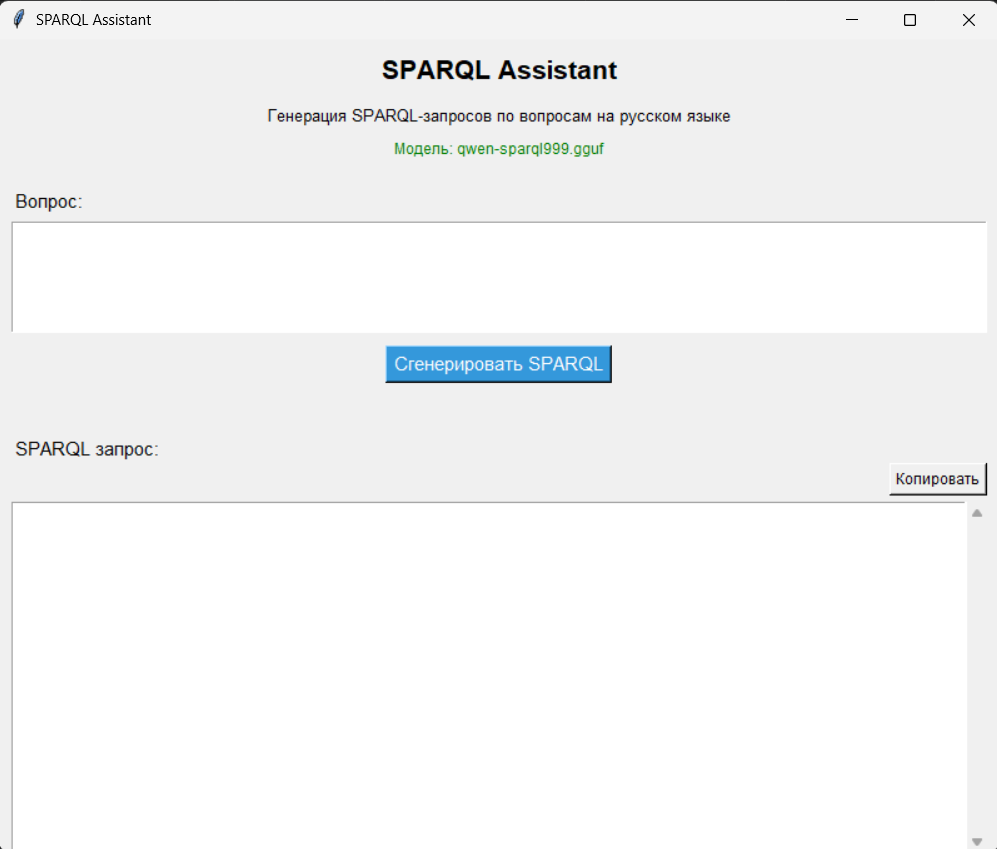 SPARQL Assistant
SPARQL Assistant
Генерация SPARQL-запросов по вопросам на русском языке
Модель: qwen-sparql999.gguf
Вопрос:
Сгенерировать SPARQL
SPARQL запрос:
Копировать